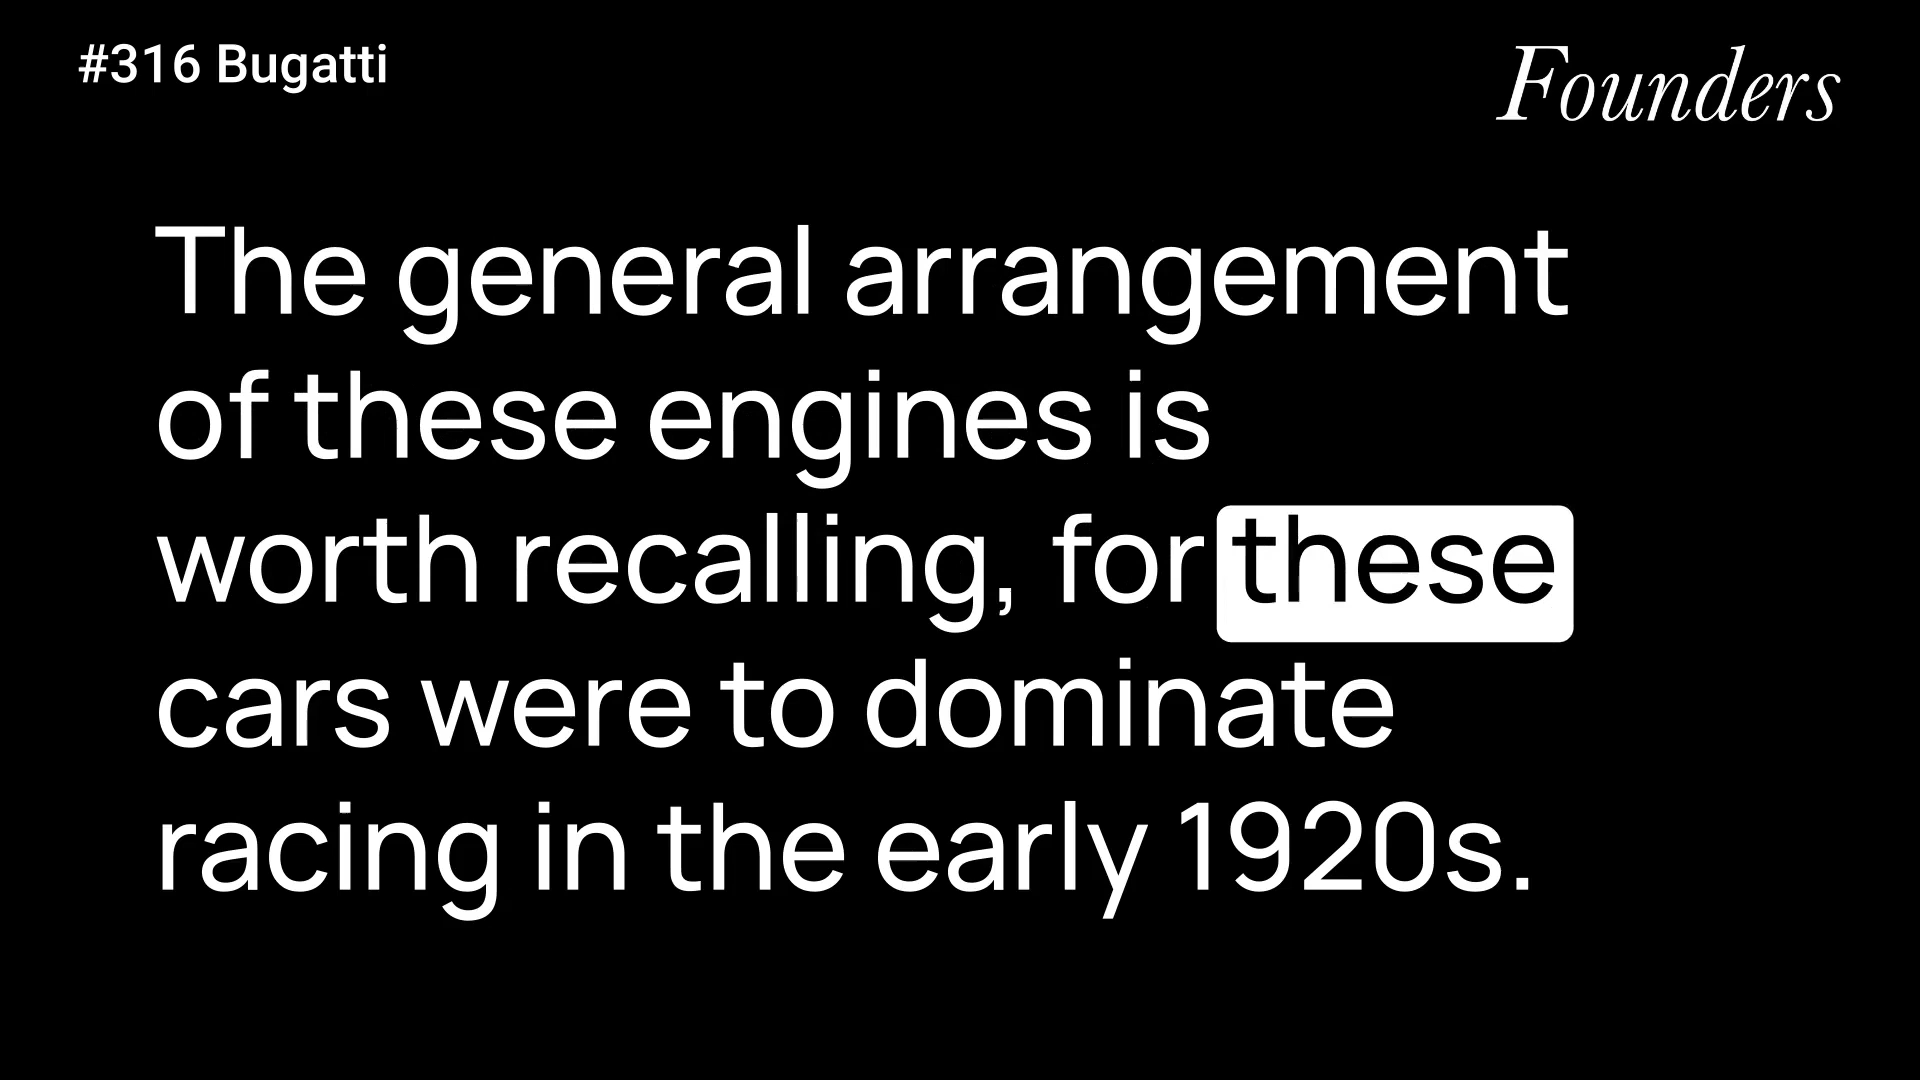 #316 Bugatti
Founders
The general arrangement
of these engines is
worth recalling, for these
cars were to dominate
racing in the early 1920s.